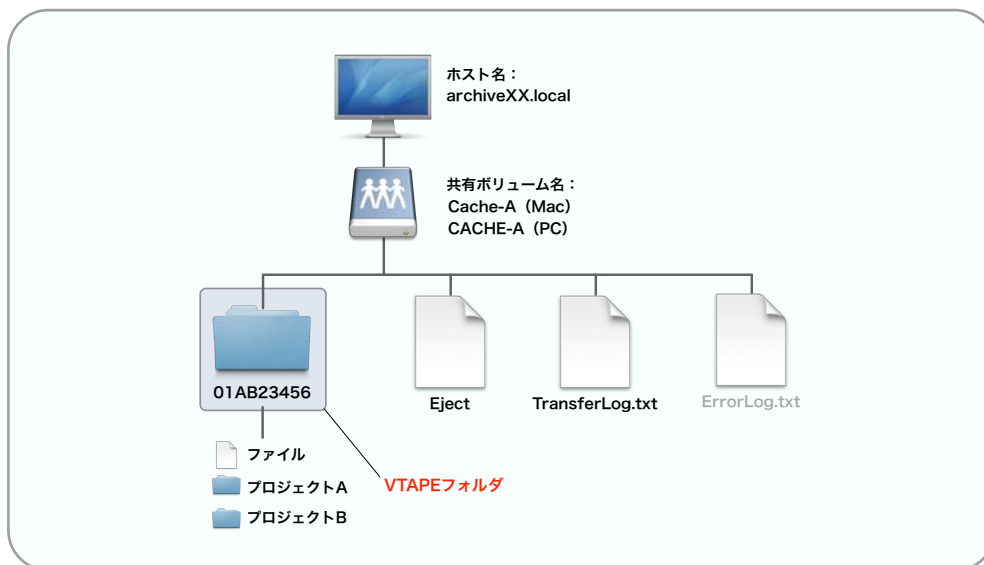 ホスト名：
archiveXX.local
共有ボリューム名：
Cache-A（Mac）
CACHE-A（PC）
01AB23456
Eject
TransferLog.txt
ErrorLog.txt
ファイル
プロジェクトA
プロジェクトB
VTAPEフォルダ